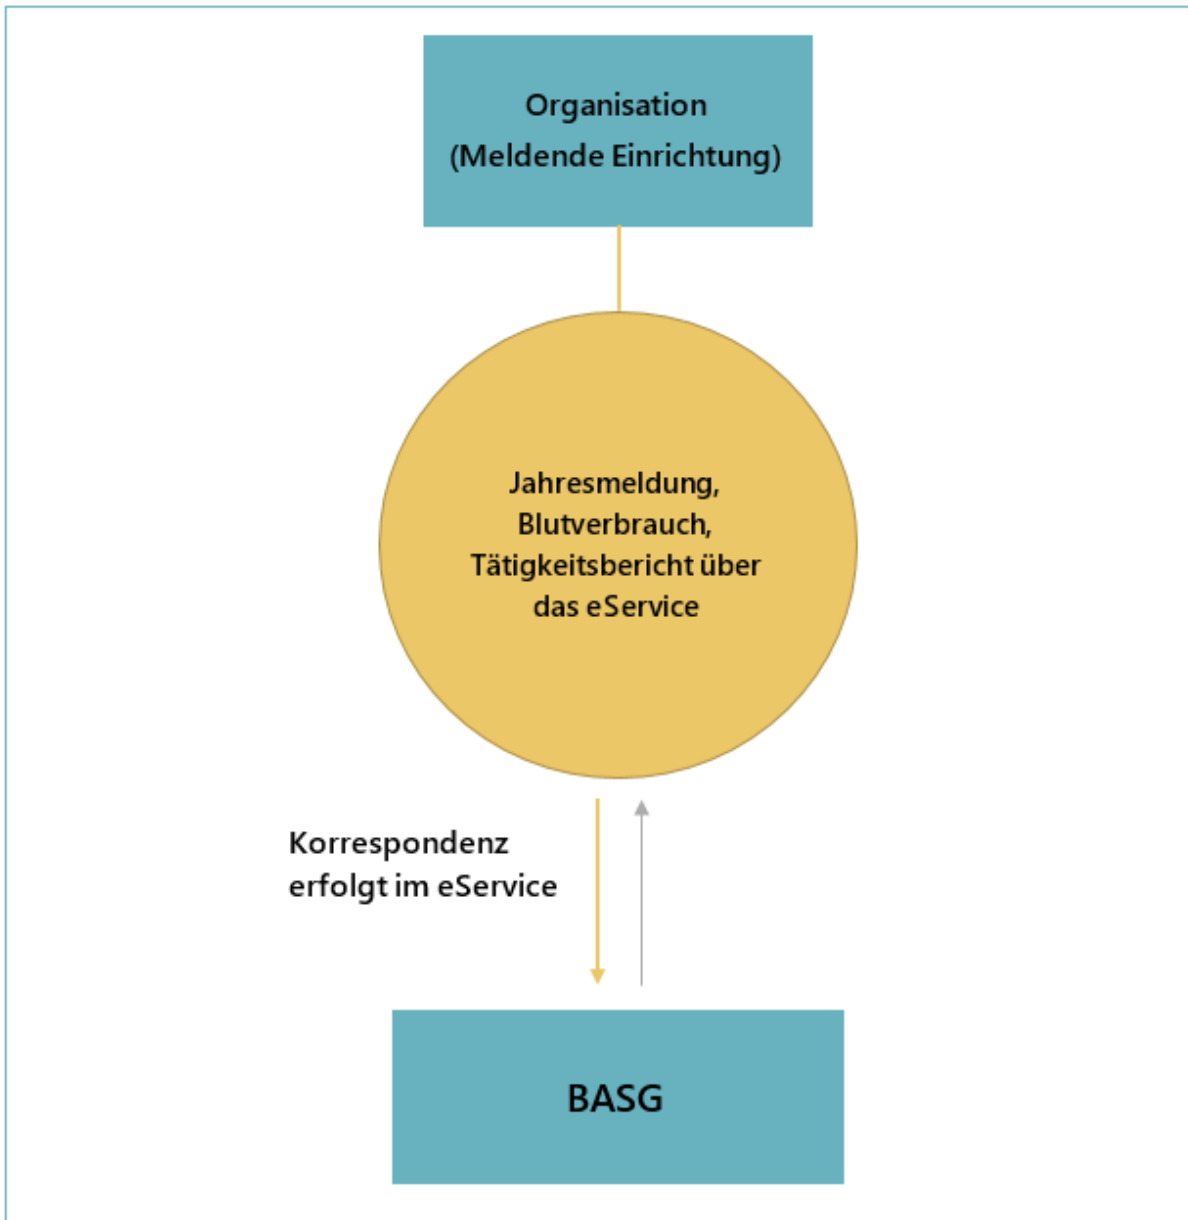 Organisation
(Meldende Einrichtung)
Jahresmeldung,
Blutverbrauch,
Tätigkeitsbericht über
das eService
Korrespondenz
erfolgt im eService
BASG